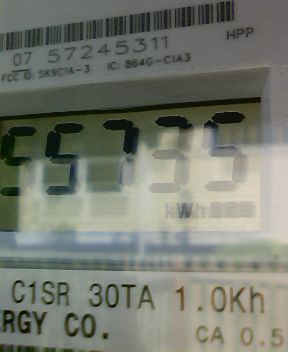 HPP
07 57245311
FCC ID: SK9C1A-3 IC: 864G-C1A3
55735
kWh
C1SR 30TA 1.0Kh
RGY CO.
CA 0.5